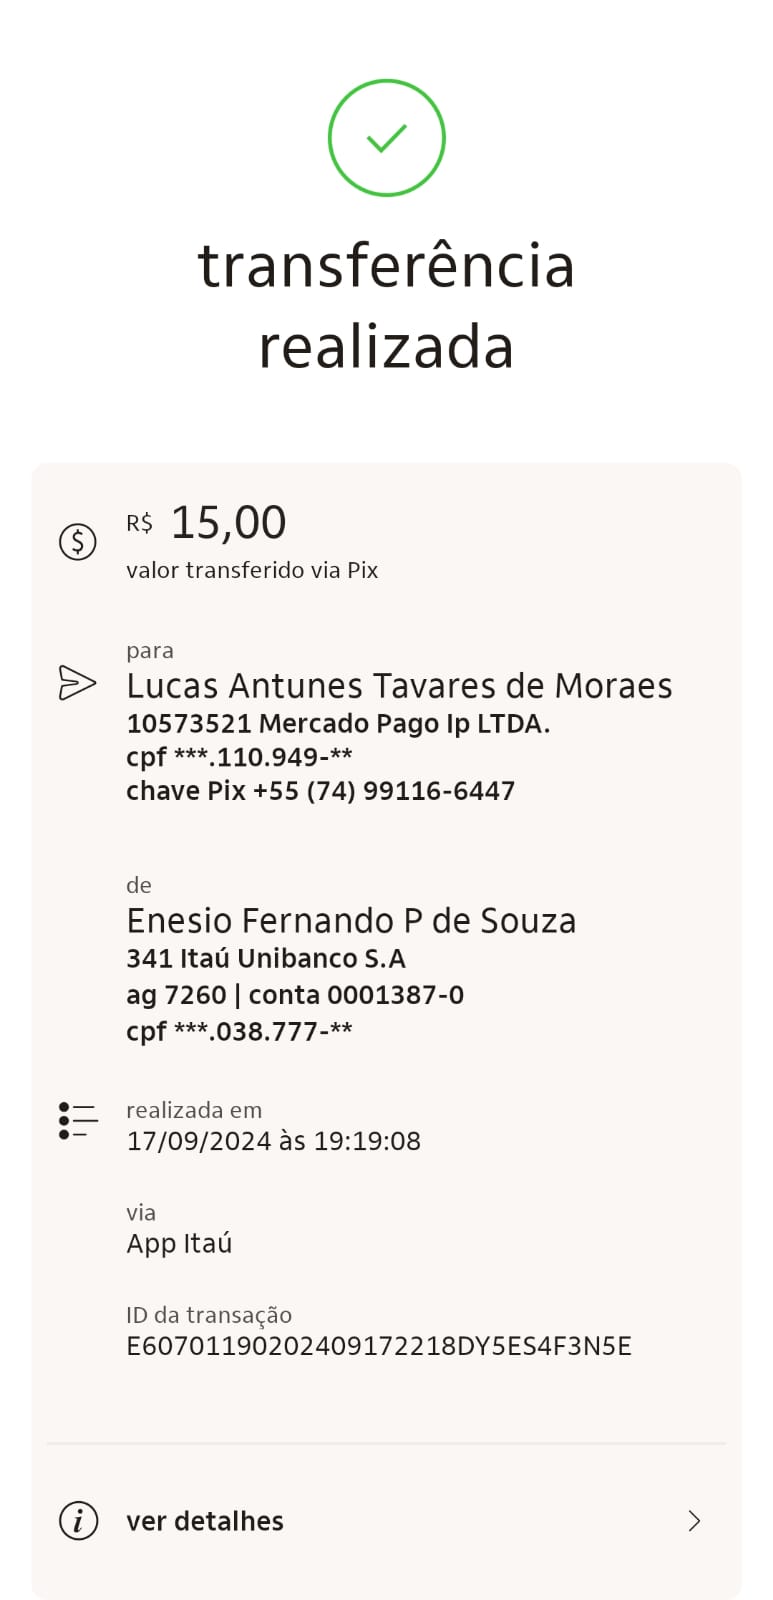 transferência
realizada
R$ 15,00
valor transferido via Pix
para
Lucas Antunes Tavares de Moraes
10573521 Mercado Pago Ip LTDA.
cpf ***.110.949-**
chave Pix +55 (74) 99116-6447
de
Enesio Fernando P de Souza
341 Itaú Unibanco S.A
ag 7260 | conta 0001387-0
cpf ***.038.777-**
realizada em
17/09/2024 às 19:19:08
via
App Itaú
ID da transação
E60701190202409172218DY5ES4F3N5E
ver detalhes